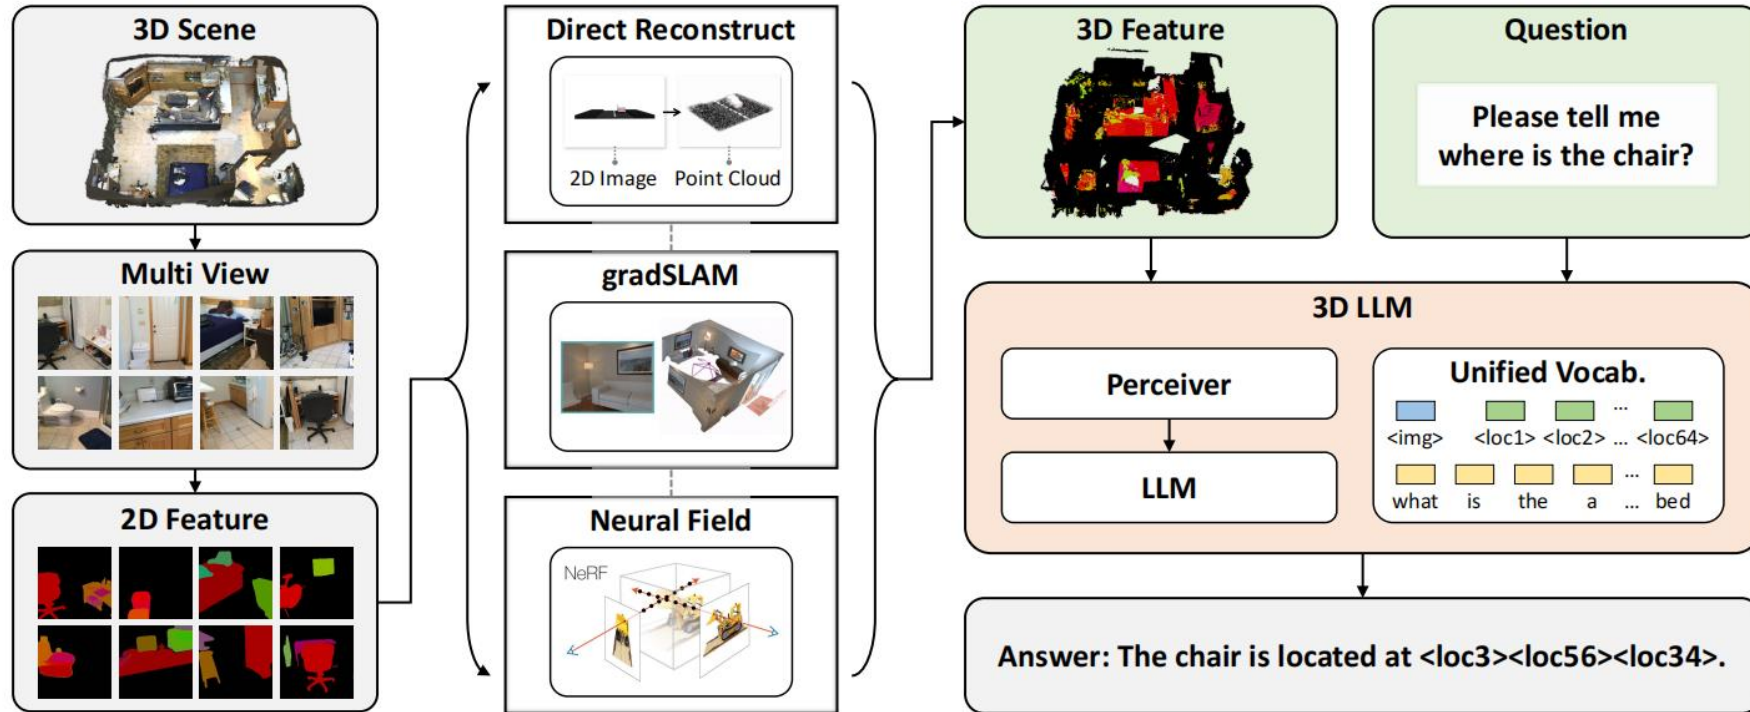 3D Scene
Multi View
2D Feature
Direct Reconstruct
2D Image Point Cloud
gradSLAM
Neural Field
NeRF
3D Feature
Question
Please tell me
where is the chair?
3D LLM
Perceiver
LLM
Unified Vocab.
...
<img> <loc1> <loc2> ... <loc64>
...
what is the a ... bed
Answer: The chair is located at <loc3><loc56><loc34>.